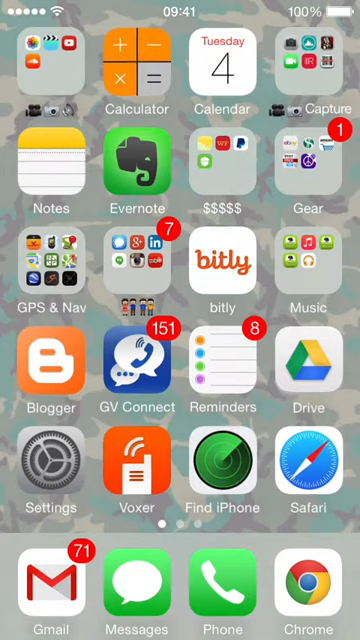 09:41
100%
Calculator
Tuesday
4
Calendar
Capture
Notes
Evernote
$$$$$
1
Gear
GPS & Nav
7
bitly
bitly
Music
Blogger
151
GV Connect
8
Reminders
Drive
Settings
Voxer
Find iPhone
Safari
71
Gmail
Messages
Phone
Chrome